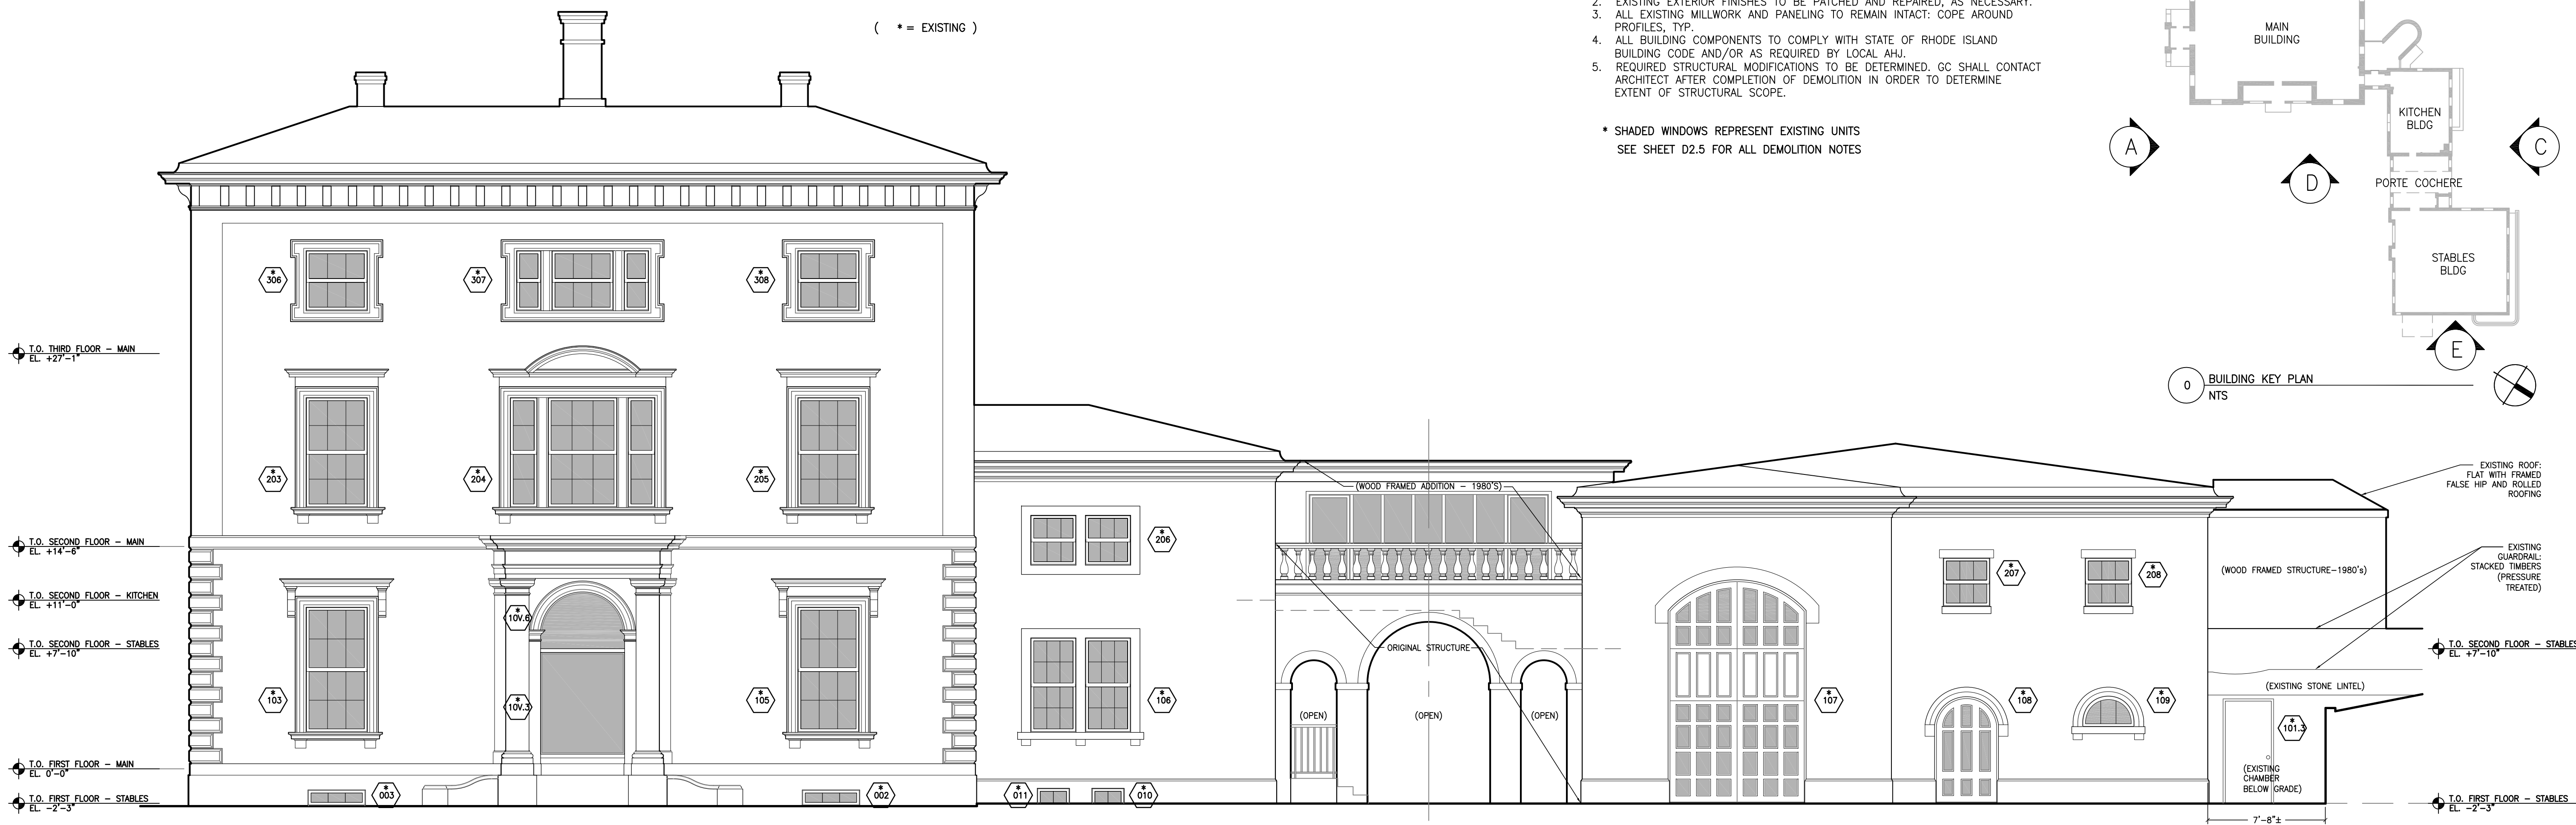 ( * = EXISTING )
2. EXISTING EXTERIOR FINISHES TO BE PATCHED AND REPAIRED, AS NECESSARY.
3. ALL EXISTING MILLWORK AND PANELING TO REMAIN INTACT: COPE AROUND
PROFILES, TYP.
4. ALL BUILDING COMPONENTS TO COMPLY WITH STATE OF RHODE ISLAND
BUILDING CODE AND/OR AS REQUIRED BY LOCAL AHJ.
5. REQUIRED STRUCTURAL MODIFICATIONS TO BE DETERMINED. GC SHALL CONTACT
ARCHITECT AFTER COMPLETION OF DEMOLITION IN ORDER TO DETERMINE
EXTENT OF STRUCTURAL SCOPE.
* SHADED WINDOWS REPRESENT EXISTING UNITS
SEE SHEET D2.5 FOR ALL DEMOLITION NOTES
MAIN
BUILDING
KITCHEN
BLDG
A
C
D
PORTE COCHERE
STABLES
BLDG
E
0 BUILDING KEY PLAN
NTS
* 306
* 307
* 308
T.O. THIRD FLOOR – MAIN
EL. +27'–1"
* 203
* 204
* 205
(WOOD FRAMED ADDITION – 1980'S)
EXISTING ROOF:
FLAT WITH FRAMED
FALSE HIP AND ROLLED
ROOFING
T.O. SECOND FLOOR – MAIN
EL. +14'–6"
* 206
* 207
* 208
(WOOD FRAMED STRUCTURE–1980's)
EXISTING
GUARDRAIL:
STACKED TIMBERS
(PRESSURE
TREATED)
T.O. SECOND FLOOR – KITCHEN
EL. +11'–0"
* 10V.6
T.O. SECOND FLOOR – STABLES
EL. +7'–10"
ORIGINAL STRUCTURE
T.O. SECOND FLOOR – STABLES
EL. +7'–10"
(EXISTING STONE LINTEL)
* 103
* 10V.3
* 105
* 106
(OPEN)
(OPEN)
(OPEN)
* 107
* 108
* 109
* 101.3
(EXISTING
CHAMBER
BELOW GRADE)
T.O. FIRST FLOOR – MAIN
EL. 0'–0"
T.O. FIRST FLOOR – STABLES
EL. –2'–3"
* 003
* 002
* 011
* 010
T.O. FIRST FLOOR – STABLES
EL. –2'–3"
7'–8"±